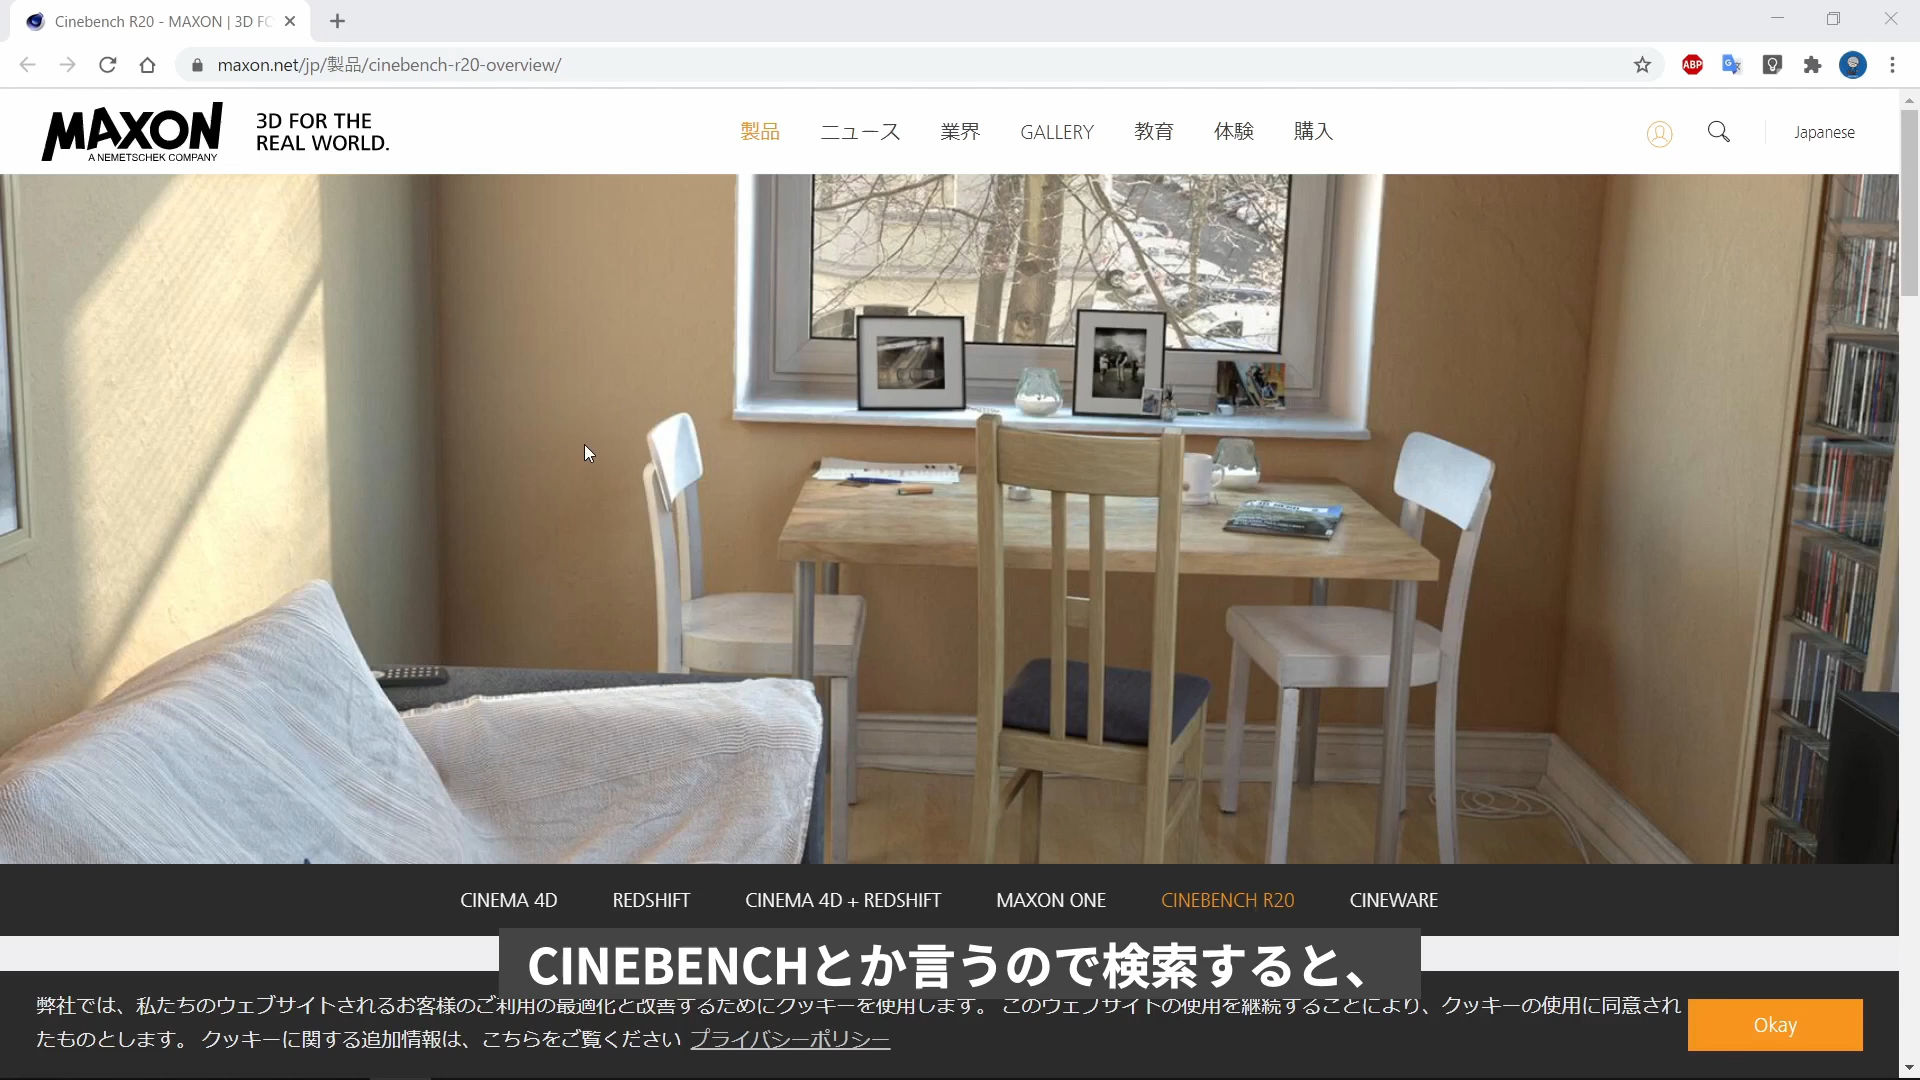 Cinebench R20 - MAXON | 3D FO
maxon.net/jp/製品/cinebench-r20-overview/
ABP
MAXON
A NEMETSCHEK COMPANY
3D FOR THE
REAL WORLD.
製品 ニュース 業界 GALLERY 教育 体験 購入
Japanese
CINEMA 4D REDSHIFT CINEMA 4D + REDSHIFT MAXON ONE CINEBENCH R20 CINEWARE
CINEBENCHとか言うので検索すると、
弊社では、私たちのウェブサイトされるお客様のご利用の最適化と改善するためにクッキーを使用します。 このウェブサイトの使用を継続することにより、クッキーの使用に同意され
たものとします。 クッキーに関する追加情報は、こちらをご覧ください プライバシーポリシー
Okay